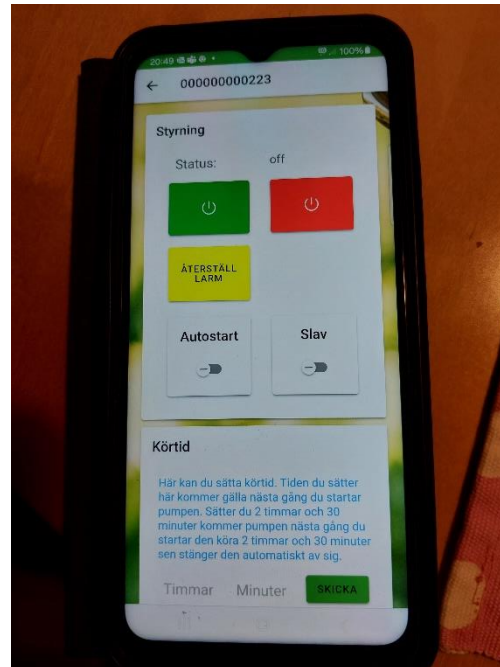 20:49
100%
000000000223
Styrning
Status: off
ÅTERSTÄLL
LARM
Autostart Slav
Körtid
Här kan du sätta körtid. Tiden du sätter
här kommer gälla nästa gång du startar
pumpen. Sätter du 2 timmar och 30
minuter kommer pumpen nästa gång du
startar den köra 2 timmar och 30 minuter
sen stänger den automatiskt av sig.
Timmar Minuter SKICKA